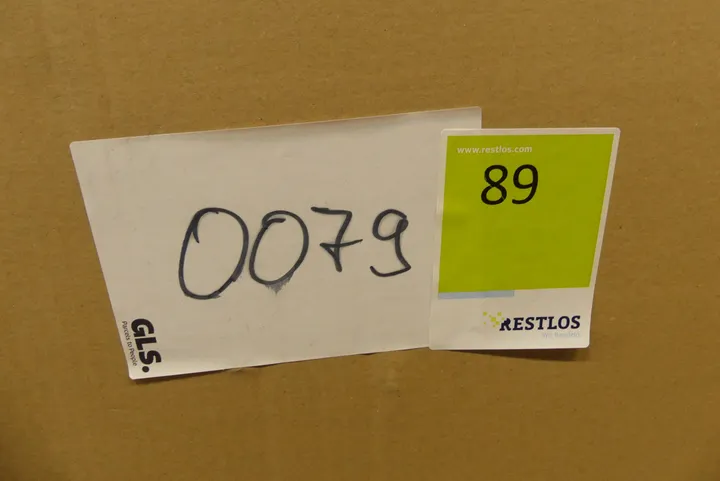 0079
GLS.
Parcels to People
www.restlos.com
89
RESTLOS